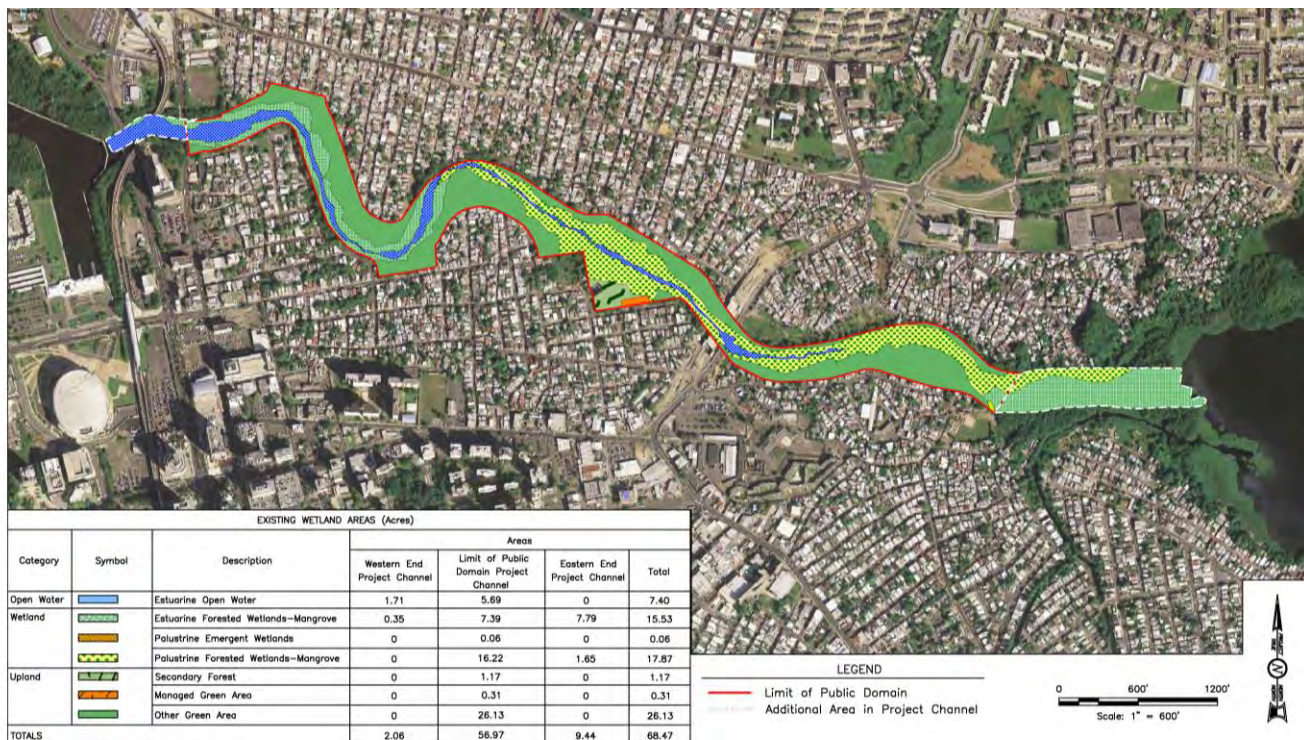 EXISTING WETLAND AREAS (Acres)
Category Symbol Description Areas
Western End Project Channel Limit of Public Domain Project Channel Eastern End Project Channel Total
Open Water Estuarine Open Water 1.71 5.69 0 7.40
Wetland Estuarine Forested Wetlands-Mangrove 0.35 7.39 7.79 15.53
Palustrine Emergent Wetlands 0 0.06 0 0.06
Palustrine Forested Wetlands-Mangrove 0 16.22 1.65 17.87
Upland Secondary Forest 0 1.17 0 1.17
Managed Green Area 0 0.31 0 0.31
Other Green Area 0 26.13 0 26.13
TOTALS 2.06 56.97 9.44 68.47
LEGEND
Limit of Public Domain
Additional Area in Project Channel
0 600' 1200'
Scale: 1" = 600'
N